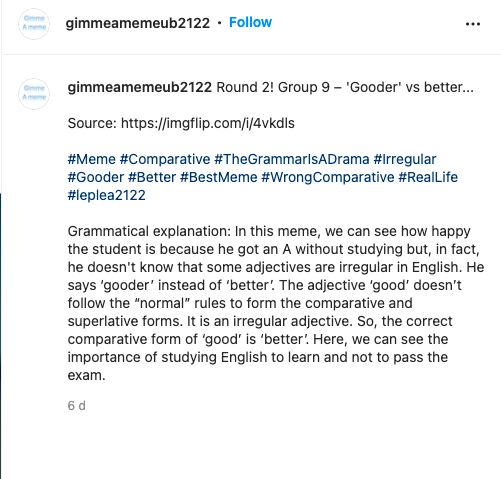 Gimme
A meme
gimmeamemeub2122 • Follow
...
Gimme
A meme
gimmeamemeub2122 Round 2! Group 9 – 'Gooder' vs better...
Source: https://imgflip.com/i/4vkdls
#Meme #Comparative #TheGrammarIsADrama #Irregular
#Gooder #Better #BestMeme #WrongComparative #RealLife
#leplea2122
Grammatical explanation: In this meme, we can see how happy
the student is because he got an A without studying but, in fact,
he doesn't know that some adjectives are irregular in English. He
says ‘gooder’ instead of ‘better’. The adjective ‘good’ doesn’t
follow the “normal” rules to form the comparative and
superlative forms. It is an irregular adjective. So, the correct
comparative form of ‘good’ is ‘better’. Here, we can see the
importance of studying English to learn and not to pass the
exam.
6 d